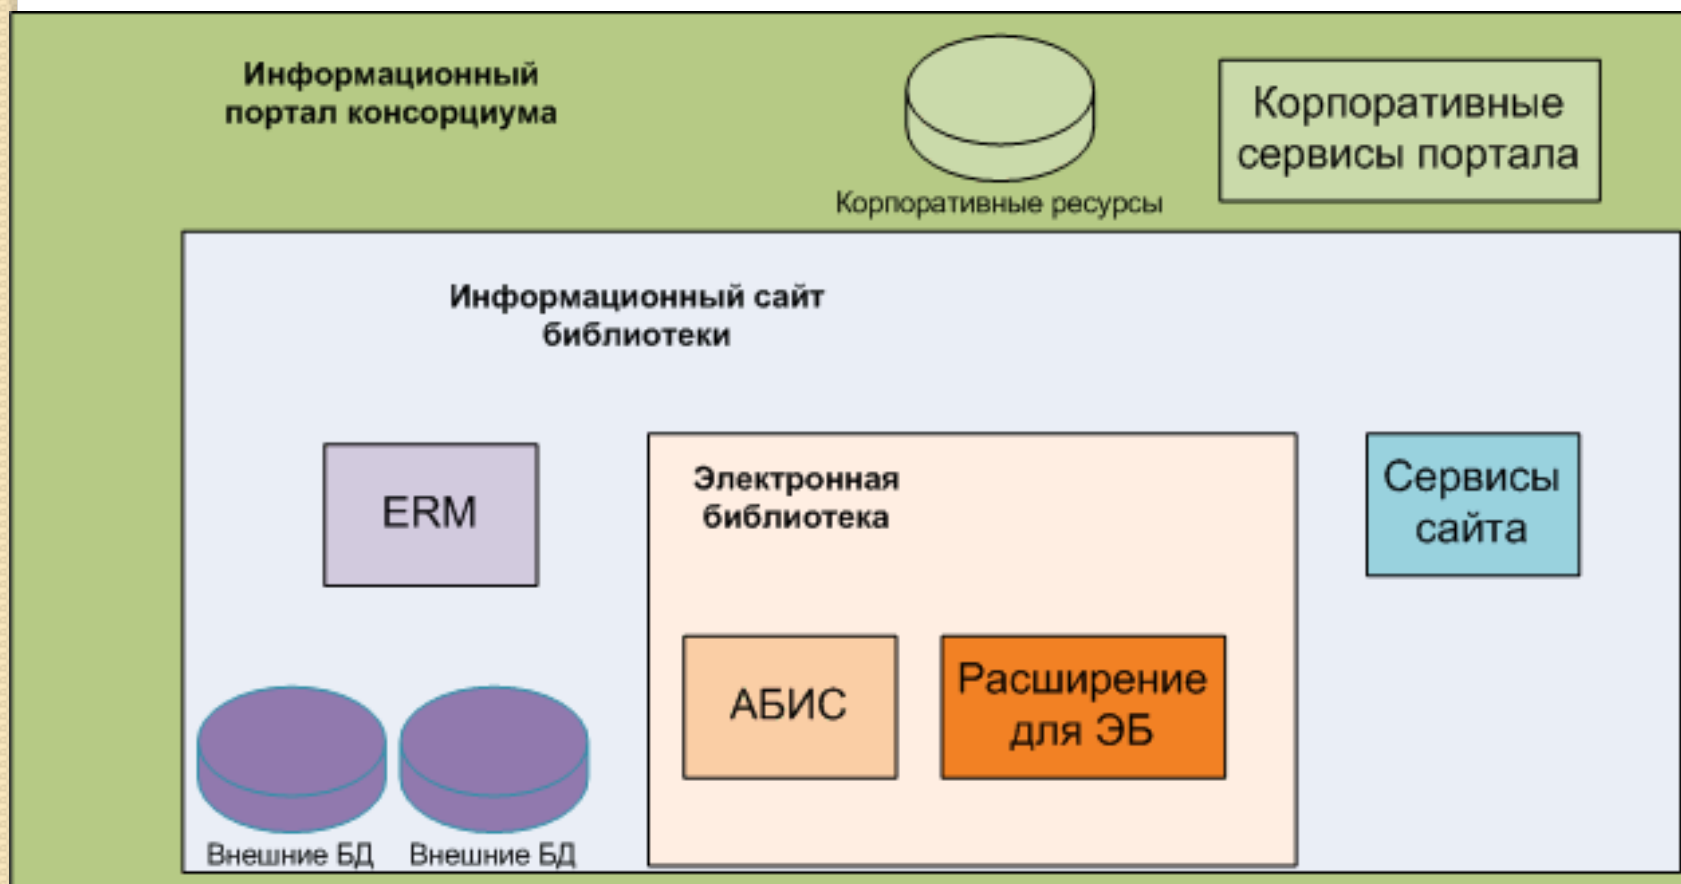 Информационный
портал консорциума
Корпоративные ресурсы
Корпоративные
сервисы портала
Информационный сайт
библиотеки
ERM
Электронная
библиотека
Сервисы
сайта
АБИС
Расширение
для ЭБ
Внешние БД
Внешние БД